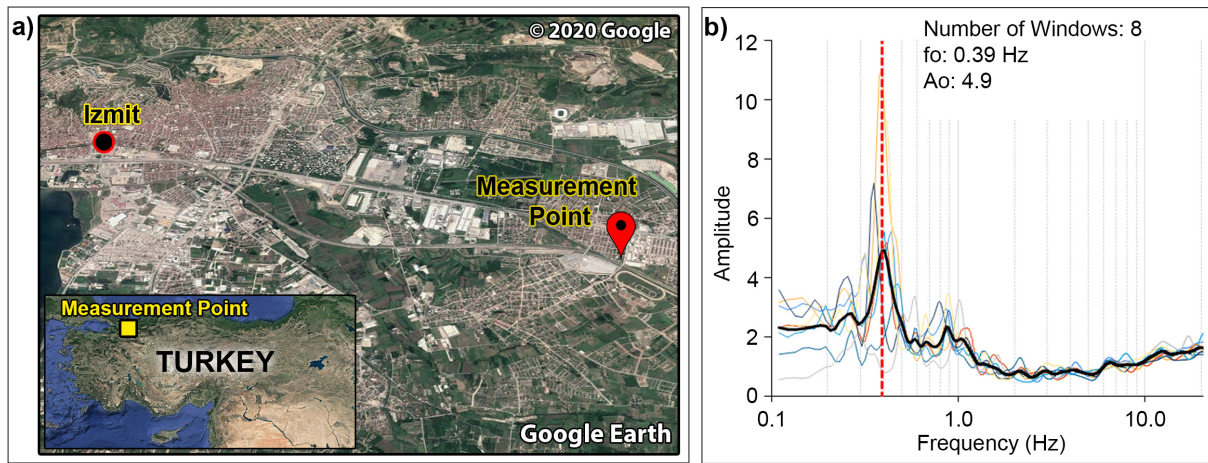 a)
© 2020 Google
Izmit
Measurement
Point
Measurement Point
TURKEY
Google Earth
b)
Number of Windows: 8
fo: 0.39 Hz
Ao: 4.9
12
10
8
6
4
2
0
Amplitude
0.1
1.0
10.0
Frequency (Hz)